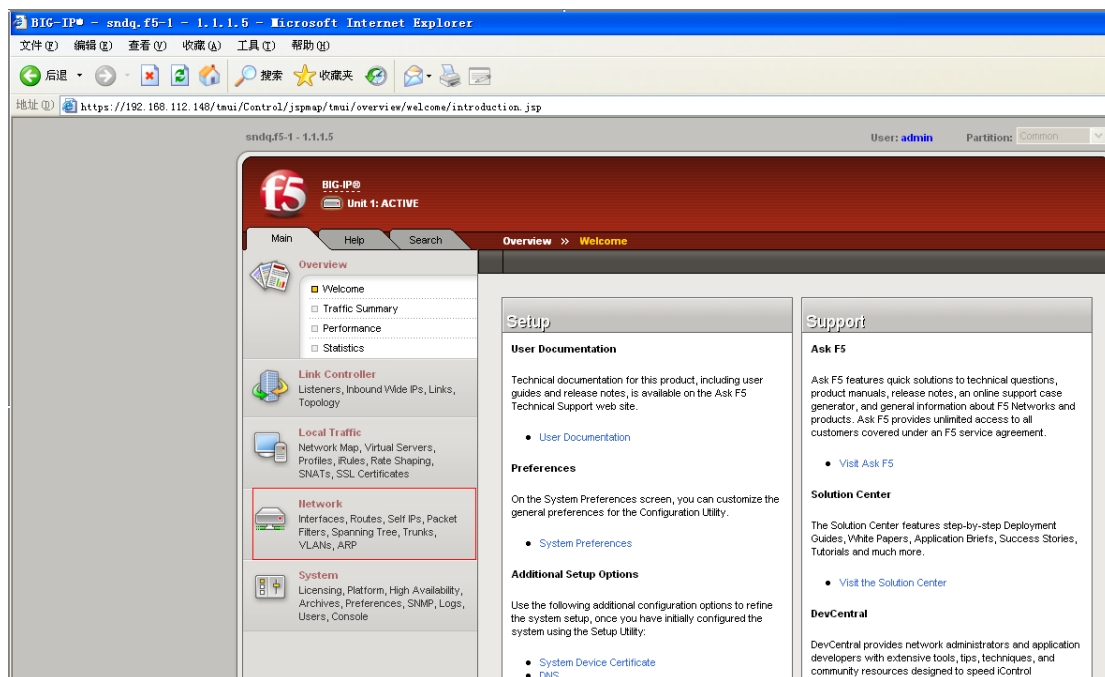 BIG-IP® - sndq.f5-1 - 1.1.1.5 - Microsoft Internet Explorer
文件(F) 编辑(E) 查看(V) 收藏(A) 工具(T) 帮助(H)
后退 搜索 收藏夹
地址(D) https://192.168.112.148/tmui/Control/jspmap/tmui/overview/welcome/introduction.jsp
sndq.f5-1 - 1.1.1.5 User: admin Partition: Common
f5
BIG-IP®
Unit 1: ACTIVE
Main Help Search Overview » Welcome
Overview
Welcome
Traffic Summary
Performance
Statistics
Link Controller
Listeners, Inbound Wide IPs, Links,
Topology
Local Traffic
Network Map, Virtual Servers,
Profiles, iRules, Rate Shaping,
SNATs, SSL Certificates
Network
Interfaces, Routes, Self IPs, Packet
Filters, Spanning Tree, Trunks,
VLANs, ARP
System
Licensing, Platform, High Availability,
Archives, Preferences, SNMP, Logs,
Users, Console
Setup
User Documentation
Technical documentation for this product, including user
guides and release notes, is available on the Ask F5
Technical Support web site.
User Documentation
Preferences
On the System Preferences screen, you can customize the
general preferences for the Configuration Utility.
System Preferences
Additional Setup Options
Use the following additional configuration options to refine
the system setup, once you have initially configured the
system using the Setup Utility:
System Device Certificate
DNS
Support
Ask F5
Ask F5 features quick solutions to technical questions,
product manuals, release notes, an online support case
generator, and general information about F5 Networks and
products. Ask F5 provides unlimited access to all
customers covered under an F5 service agreement.
Visit Ask F5
Solution Center
The Solution Center features step-by-step Deployment
Guides, White Papers, Application Briefs, Success Stories,
Tutorials and much more.
Visit the Solution Center
DevCentral
DevCentral provides network administrators and application
developers with extensive tools, tips, techniques, and
community resources designed to speed iControl